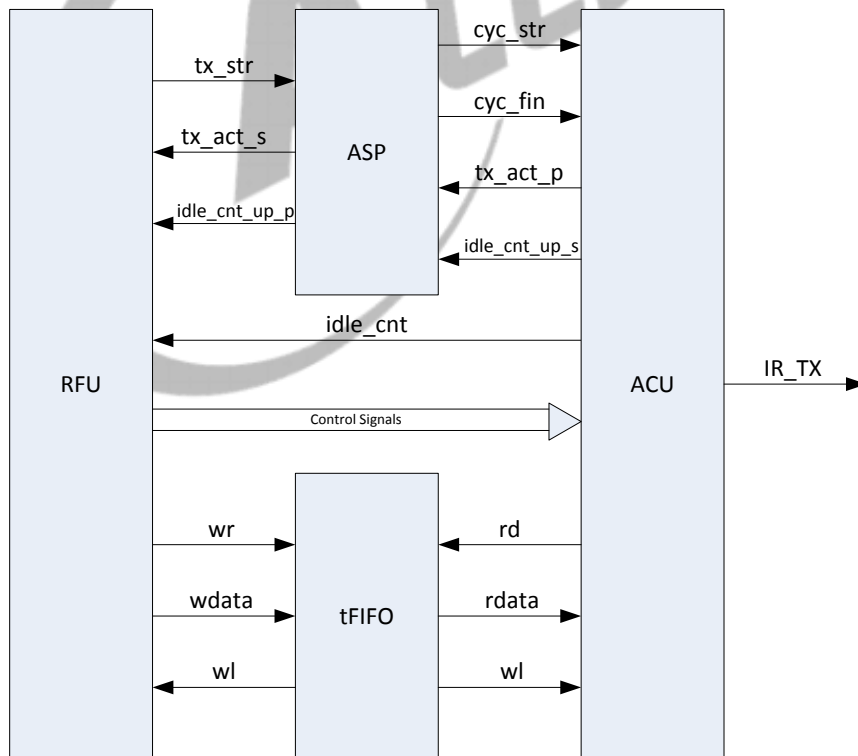 cyc_str
tx_str
cyc_fin
tx_act_s
ASP
tx_act_p
idle_cnt_up_p
idle_cnt_up_s
idle_cnt
RFU
ACU
IR_TX
Control Signals
wr
rd
wdata
tFIFO
rdata
wl
wl